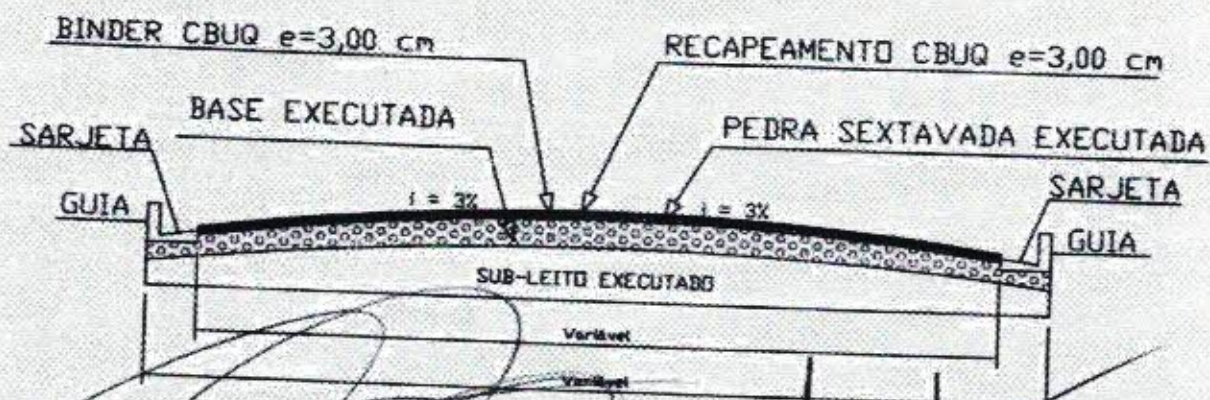 BINDER CBUQ e=3,00 cm
RECAPEAMENTO CBUQ e=3,00 cm
BASE EXECUTADA
PEDRA SEXTAVADA EXECUTADA
SARJETA
SARJETA
GUIA
i = 3%
i = 3%
GUIA
SUB-LEITO EXECUTADO
Variável
Variável